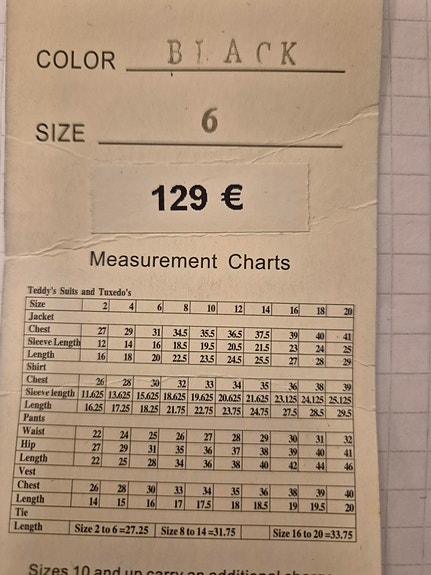 COLOR BLACK
SIZE 6
129 €
Measurement Charts
Teddy's Suits and Tuxedo's
Size 2 4 6 8 10 12 14 16 18 20
Jacket
Chest 27 29 31 34.5 35.5 36.5 37.5 39 40 41
Sleeve Length 12 14 16 18.5 19.5 20.5 21.5 23 24 25
Length 16 18 20 22.5 23.5 24.5 25.5 27 28 29
Shirt
Chest 26 28 30 32 33 34 35 36 38 39
Sleeve length 11.625 13.625 15.625 18.625 19.625 20.625 21.625 23.125 24.125 25.125
Length 16.25 17.25 18.25 21.75 22.75 23.75 24.75 27.5 28.5 29.5
Pants
Waist 22 24 25 26 27 28 29 30 31 32
Hip 27 29 31 35 36 37 38 39 40 41
Length 22 25 28 34 36 38 40 42 44 46
Vest
Chest 26 28 30 33 34 35 36 38 39 40
Length 14 15 16 17 17.5 18 18.5 19 19.5 20
Tie
Length Size 2 to 6 =27.25 Size 8 to 14 =31.75 Size 16 to 20 =33.75
Sizes 10 and up carry an additional charge